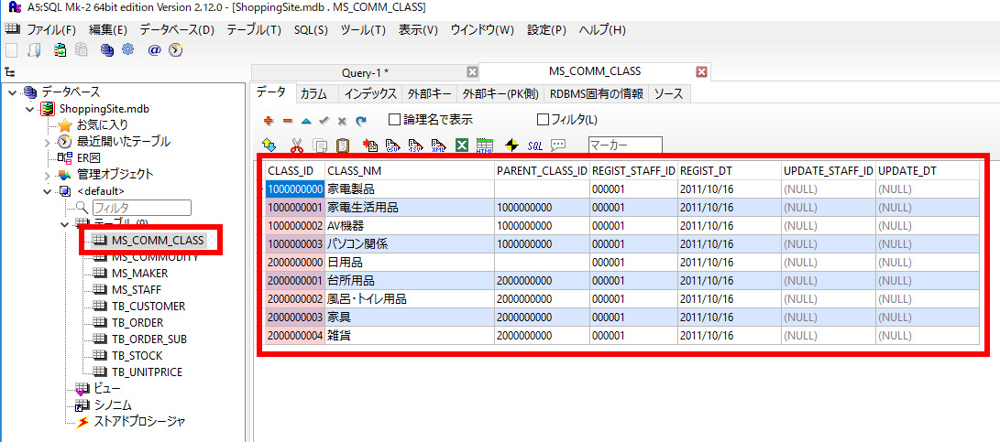 A5:SQL Mk-2 64bit edition Version 2.12.0 - [ShoppingSite.mdb . MS_COMM_CLASS]
ファイル(F) 編集(E) データベース(D) テーブル(T) SQL(S) ツール(T) 表示(V) ウインドウ(W) 設定(P) ヘルプ(H)
Query-1 * MS_COMM_CLASS
データベース
ShoppingSite.mdb
お気に入り
最近開いたテーブル
ER図
管理オブジェクト
<default>
フィルタ
テーブル (9)
MS_COMM_CLASS
MS_COMMODITY
MS_MAKER
MS_STAFF
TB_CUSTOMER
TB_ORDER
TB_ORDER_SUB
TB_STOCK
TB_UNITPRICE
ビュー
シノニム
ストアドプロシージャ
データ カラム インデックス 外部キー 外部キー(PK側) RDBMS固有の情報 ソース
論理名で表示 フィルタ(L)
CSV TSV XML HTML SQL マーカー
CLASS_ID CLASS_NM PARENT_CLASS_ID REGIST_STAFF_ID REGIST_DT UPDATE_STAFF_ID UPDATE_DT
1000000000 家電製品 000001 2011/10/16 (NULL) (NULL)
1000000001 家電生活用品 1000000000 000001 2011/10/16 (NULL) (NULL)
1000000002 AV機器 1000000000 000001 2011/10/16 (NULL) (NULL)
1000000003 パソコン関係 1000000000 000001 2011/10/16 (NULL) (NULL)
2000000000 日用品 000001 2011/10/16 (NULL) (NULL)
2000000001 台所用品 2000000000 000001 2011/10/16 (NULL) (NULL)
2000000002 風呂・トイレ用品 2000000000 000001 2011/10/16 (NULL) (NULL)
2000000003 家具 2000000000 000001 2011/10/16 (NULL) (NULL)
2000000004 雑貨 2000000000 000001 2011/10/16 (NULL) (NULL)